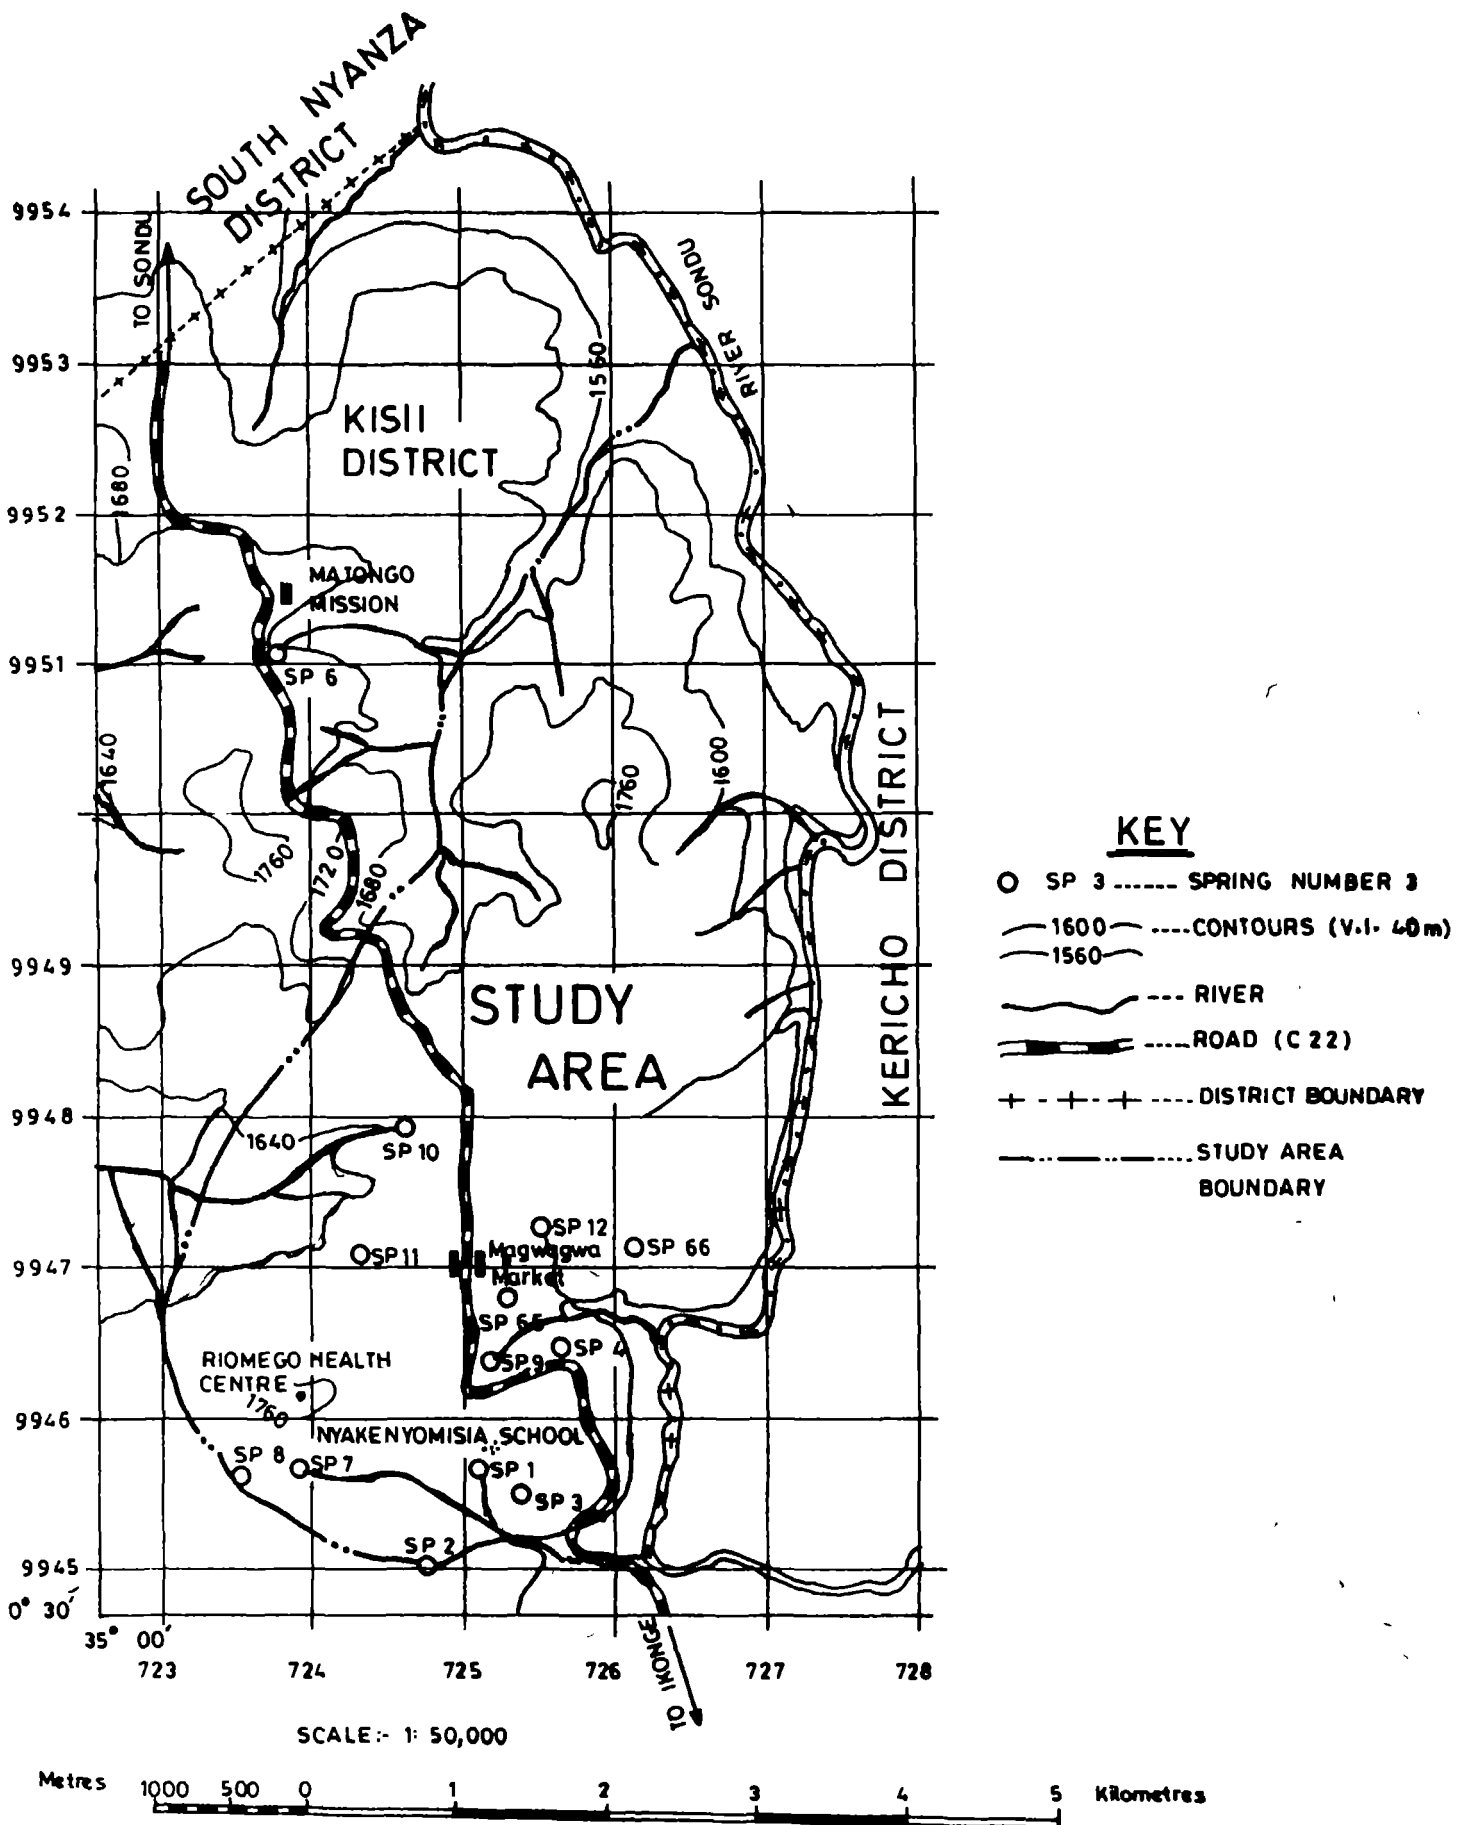 SOUTH NYANZA
DISTRICT
9954
TO SONDU
RIVER SONDU
9953
1560
KISII
DISTRICT
1680
9952
MATONGO
MISSION
9951
SP 6
KERICHO DISTRICT
1640
1760
1600
1760
1720
1680
9949
STUDY
AREA
9948
1640
SP 10
SP 12
SP 11
Magwagwa
SP 66
9947
Market
SP 65
SP 4
SP 9
RIOMEGO HEALTH
CENTRE
1760
9946
NYAKENYOMISIA SCHOOL
SP 8
SP 7
SP 1
SP 3
SP 2
9945
0° 30'
35° 00'
TO IKONGE
723 724 725 726 727 728
SCALE:- 1: 50,000
Metres 1000 500 0 1 2 3 4 5 Kilometres
KEY
SP 3 ------ SPRING NUMBER 3
1600 ---- CONTOURS (V.I- 40m)
1560
--- RIVER
---- ROAD (C 22)
---- DISTRICT BOUNDARY
---- STUDY AREA
BOUNDARY